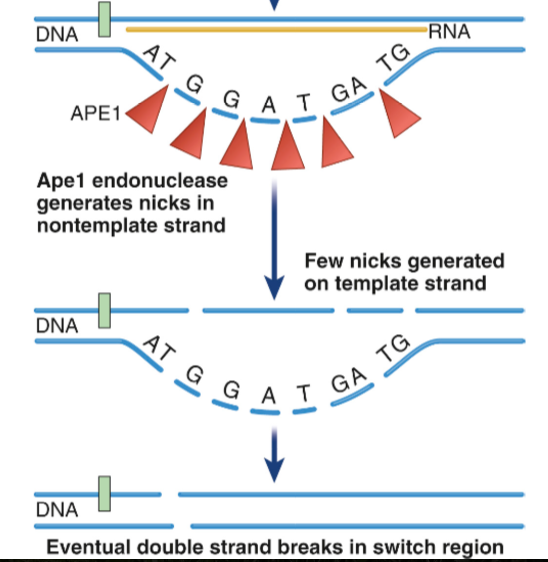 DNA
RNA
AT G G A T GA TG
APE1
Ape1 endonuclease
generates nicks in
nontemplate strand
Few nicks generated
on template strand
DNA
AT G G A T GA TG
DNA
Eventual double strand breaks in switch region